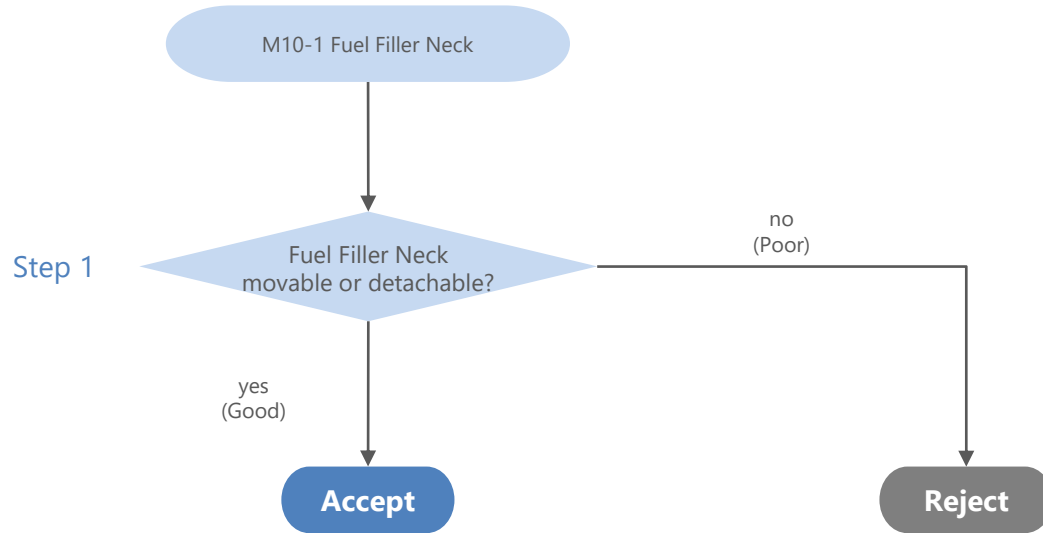 M10-1 Fuel Filler Neck
no
(Poor)
Step 1
Fuel Filler Neck
movable or detachable?
yes
(Good)
Accept
Reject